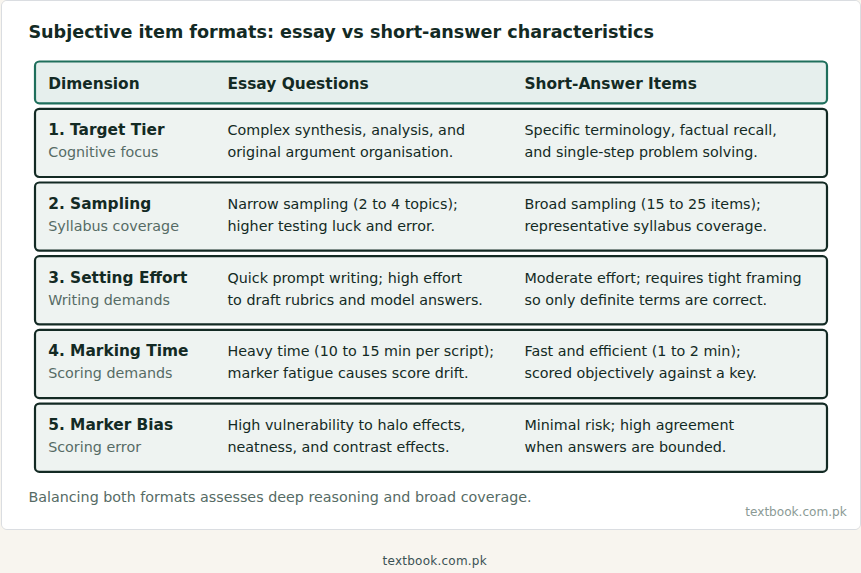 Subjective item formats: essay vs short-answer characteristics
Dimension Essay Questions Short-Answer Items
1. Target Tier
Cognitive focus
Complex synthesis, analysis, and
original argument organisation.
Specific terminology, factual recall,
and single-step problem solving.
2. Sampling
Syllabus coverage
Narrow sampling (2 to 4 topics);
higher testing luck and error.
Broad sampling (15 to 25 items);
representative syllabus coverage.
3. Setting Effort
Writing demands
Quick prompt writing; high effort
to draft rubrics and model answers.
Moderate effort; requires tight framing
so only definite terms are correct.
4. Marking Time
Scoring demands
Heavy time (10 to 15 min per script);
marker fatigue causes score drift.
Fast and efficient (1 to 2 min);
scored objectively against a key.
5. Marker Bias
Scoring error
High vulnerability to halo effects,
neatness, and contrast effects.
Minimal risk; high agreement
when answers are bounded.
Balancing both formats assesses deep reasoning and broad coverage.
textbook.com.pk
textbook.com.pk